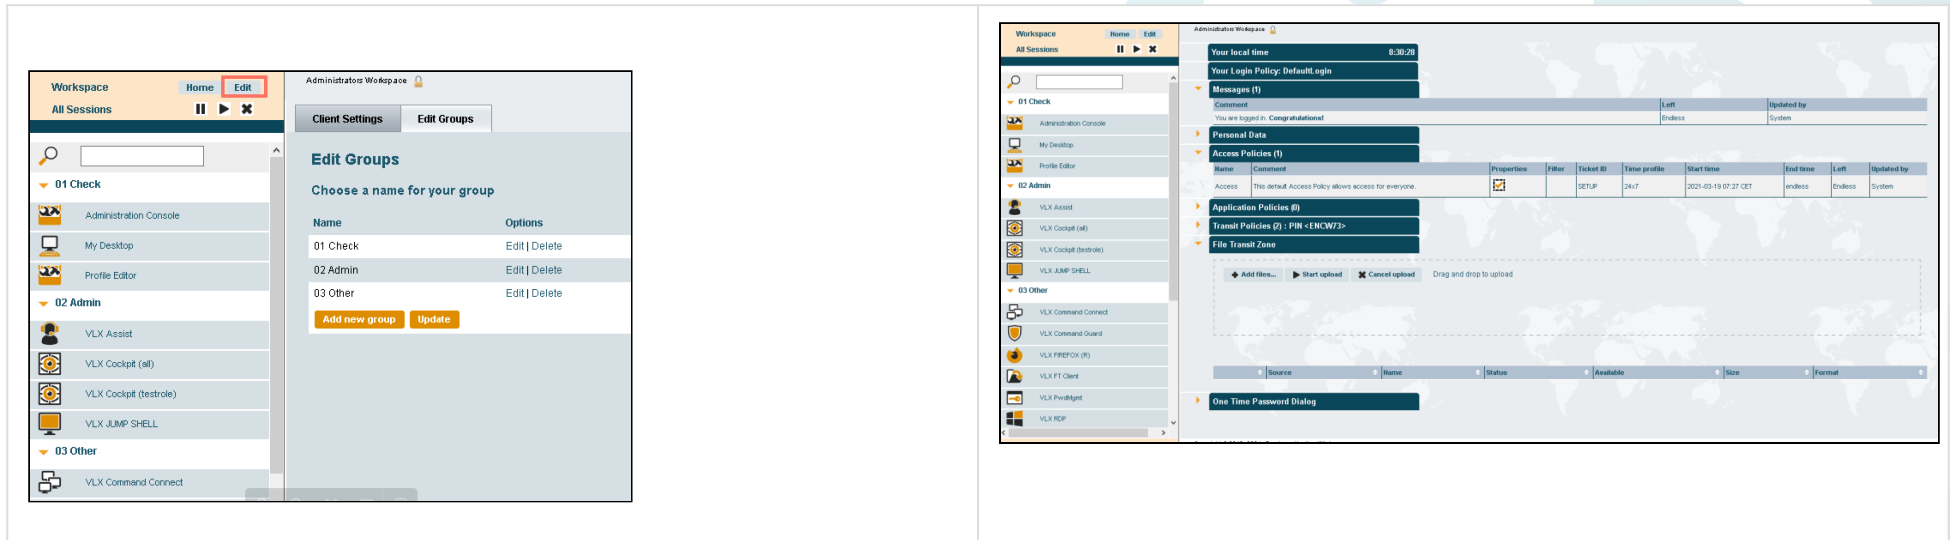 Workspace Home Edit
All Sessions
01 Check
Administration Console
My Desktop
Profile Editor
02 Admin
VLX Assist
VLX Cockpit (all)
VLX Cockpit (testrole)
VLX JUMP SHELL
03 Other
VLX Command Connect
Administrators Workspace
Client Settings Edit Groups
Edit Groups
Choose a name for your group
Name Options
01 Check Edit | Delete
02 Admin Edit | Delete
03 Other Edit | Delete
Add new group Update
Workspace Home Edit
All Sessions
01 Check
Administration Console
My Desktop
Profile Editor
02 Admin
VLX Assist
VLX Cockpit (all)
VLX Cockpit (testrole)
VLX JUMP SHELL
03 Other
VLX Command Connect
VLX Command Guard
VLX FIREFOX (R)
VLX FT Client
VLX PwdMgnt
VLX RDP
Administrators Workspace
Your local time 8:30:28
Your Login Policy: DefaultLogin
Messages (1)
Comment Left Updated by
You are logged in. Congratulations! Endless System
Personal Data
Access Policies (1)
Name Comment Properties Filter Ticket ID Time profile Start time End time Left Updated by
Access This default Access Policy allows access for everyone. SETUP 24x7 2021-03-19 07:27 CET endless Endless System
Application Policies (0)
Transit Policies (2) : PIN <ENCW73>
File Transit Zone
Add files... Start upload Cancel upload Drag and drop to upload
Source Name Status Available Size Format
One Time Password Dialog